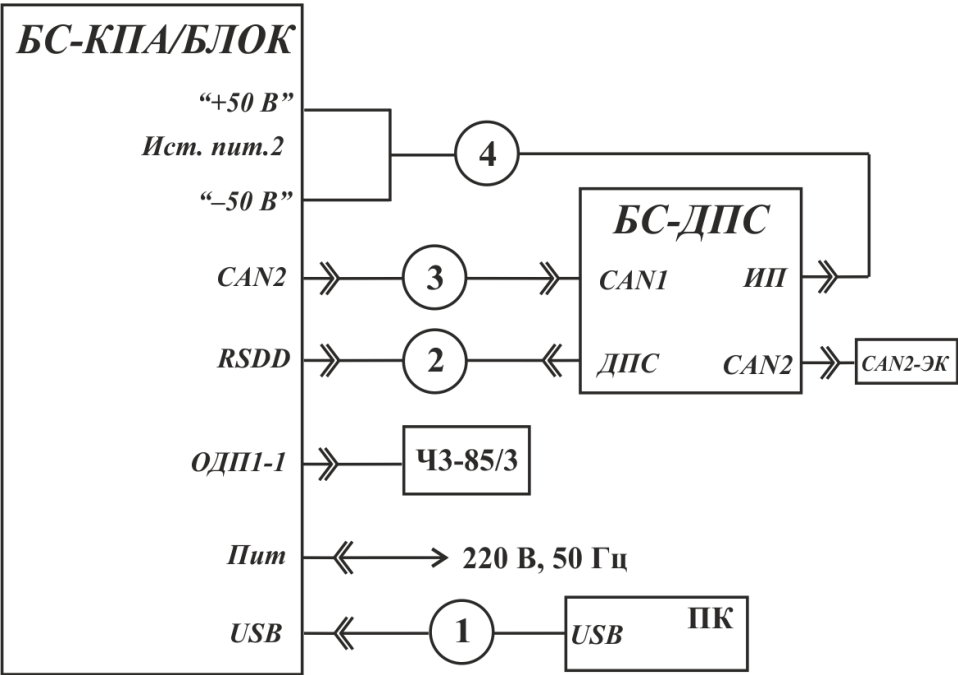 БС-КПА/БЛОК
“+50 В”
Ист. пит.2
“–50 В”
4
БС-ДПС
CAN2
3
CAN1
ИП
RSDD
2
ДПС
CAN2
CAN2-ЭК
ОДП1-1
ЧЗ-85/3
Пит
220 В, 50 Гц
USB
1
USB
ПК